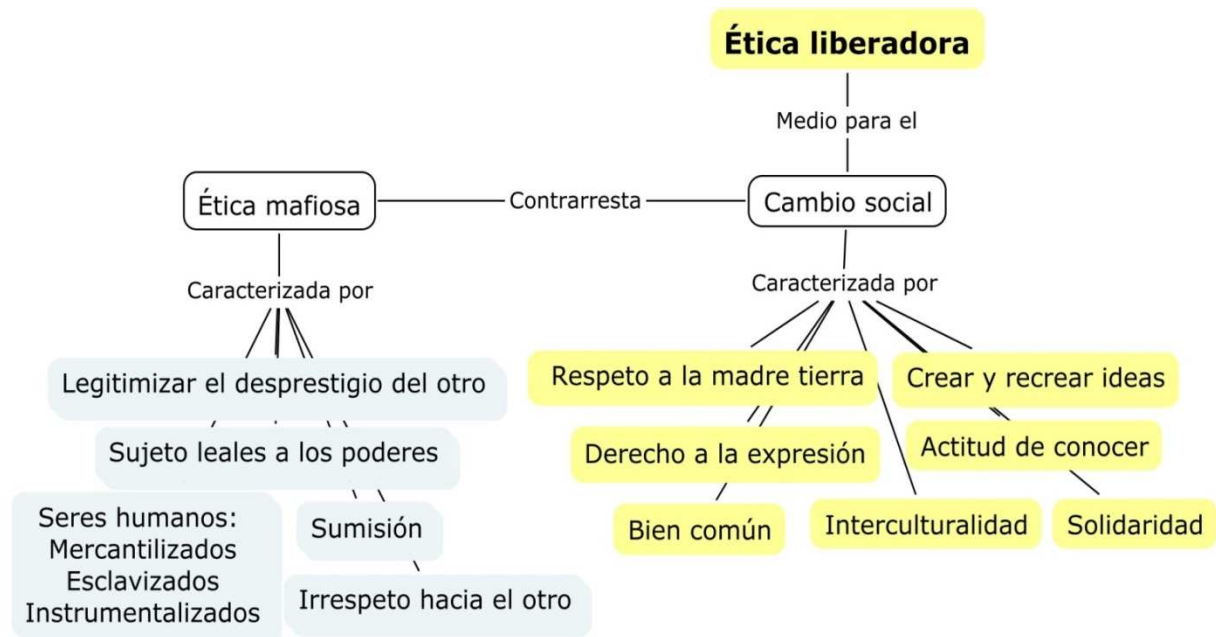 Ética liberadora
Medio para el
Ética mafiosa
Contrarresta
Cambio social
Caracterizada por
Caracterizada por
Legitimizar el desprestigio del otro
Sujeto leales a los poderes
Seres humanos:
Mercantilizados
Esclavizados
Instrumentalizados
Sumisión
Irrespeto hacia el otro
Respeto a la madre tierra
Crear y recrear ideas
Derecho a la expresión
Actitud de conocer
Bien común
Interculturalidad
Solidaridad